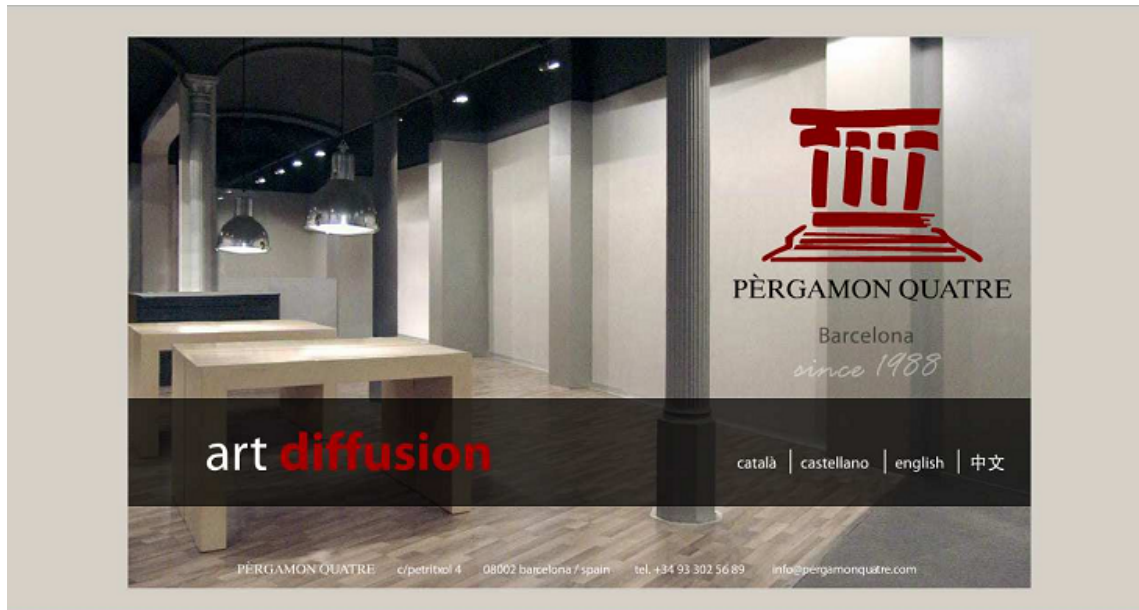 PÈRGAMON QUATRE
Barcelona
since 1988
art diffusion
català | castellano | english | 中文
PÈRGAMON QUATRE c/petritxol 4 08002 barcelona / spain tel. +34 93 302 56 89 info@pergamonquatre.com